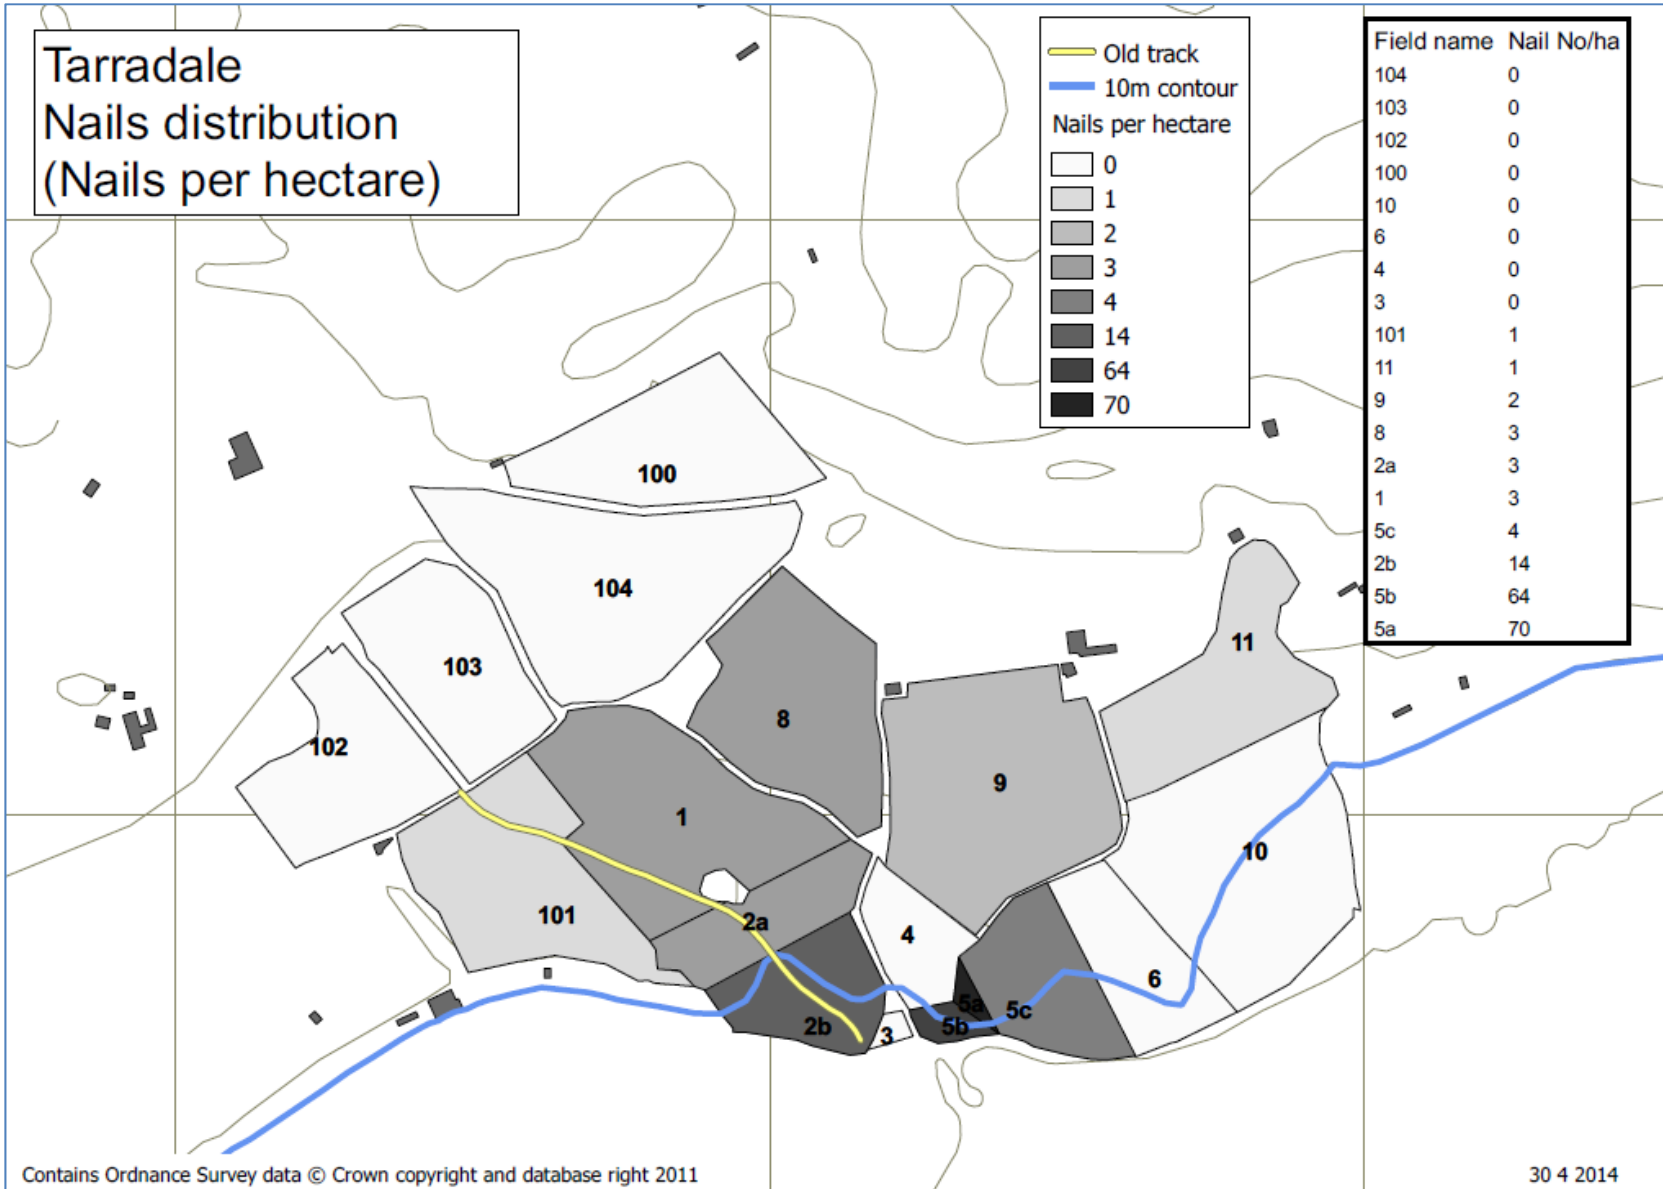 Tarradale
Nails distribution
(Nails per hectare)
Old track
10m contour
Nails per hectare
0
1
2
3
4
14
64
70
Field name Nail No/ha
104 0
103 0
102 0
100 0
10 0
6 0
4 0
3 0
101 1
11 1
9 2
8 3
2a 3
1 3
5c 4
2b 14
5b 64
5a 70
100
104
103
102
11
8
9
1
10
101
2a
4
6
5a
5c
5b
2b
3
Contains Ordnance Survey data © Crown copyright and database right 2011
30 4 2014